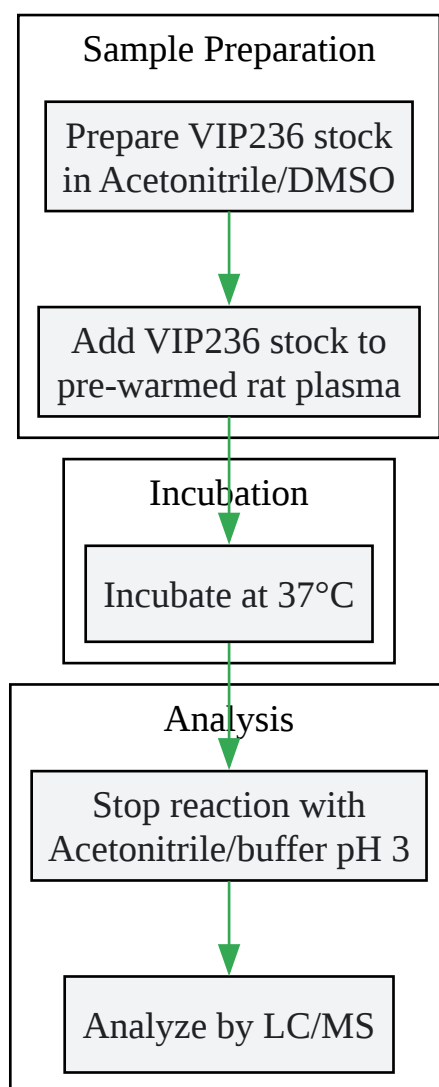 Sample Preparation
Prepare VIP236 stock
in Acetonitrile/DMSO
Add VIP236 stock to
pre-warmed rat plasma
Incubation
Incubate at 37°C
Analysis
Stop reaction with
Acetonitrile/buffer pH 3
Analyze by LC/MS